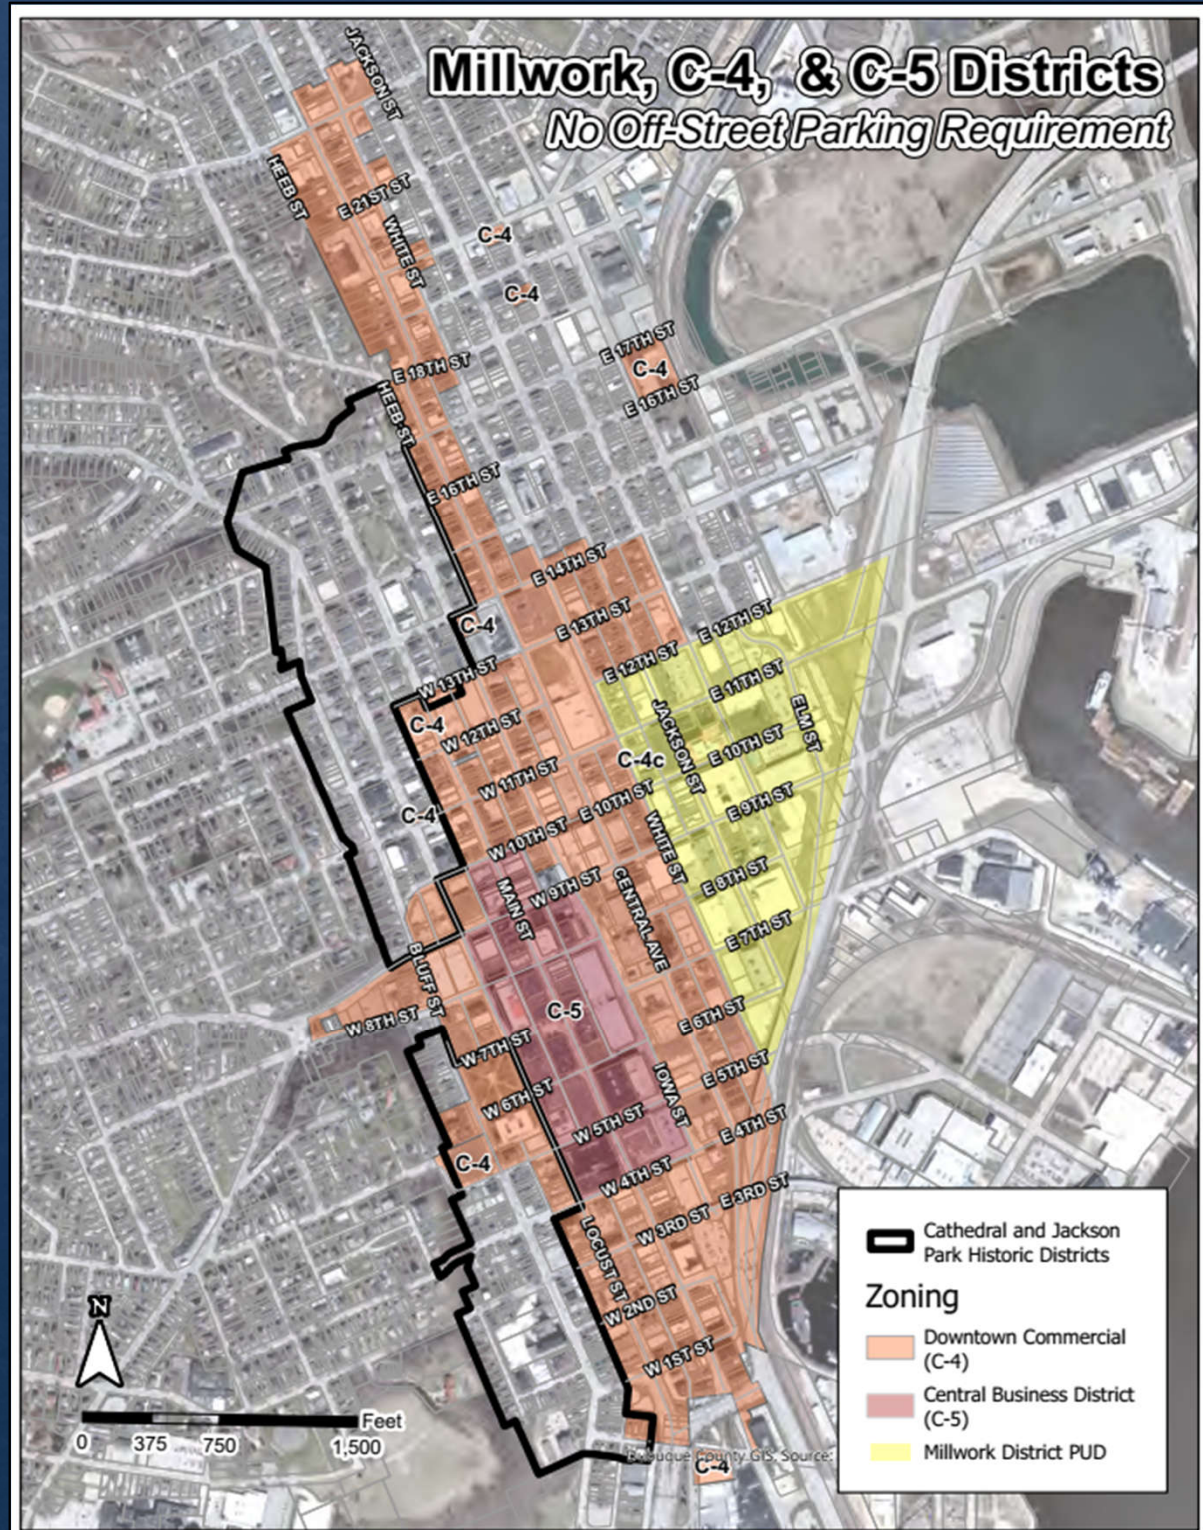 Millwork, C-4, & C-5 Districts
No Off-Street Parking Requirement
JACKSON ST
HEEB ST
E 21ST ST
WHITE ST
C-4
C-4
E 17TH ST
C-4
E 16TH ST
E 18TH ST
HEEB ST
E 16TH ST
E 14TH ST
E 13TH ST
C-4
E 12TH ST
E 12TH ST
W 13TH ST
E 11TH ST
C-4
W 12TH ST
JACKSON ST
ELM ST
E 10TH ST
C-4c
W 11TH ST
E 10TH ST
E 9TH ST
C-4
W 10TH ST
WHITE ST
E 8TH ST
W 9TH ST
MAIN ST
CENTRAL AVE
E 7TH ST
BLUFF ST
C-5
W 8TH ST
E 6TH ST
W 7TH ST
E 5TH ST
IOWA ST
W 6TH ST
W 5TH ST
E 4TH ST
C-4
W 4TH ST
E 3RD ST
W 3RD ST
LOCUST ST
W 2ND ST
W 1ST ST
C-4
Cathedral and Jackson
Park Historic Districts
Zoning
Downtown Commercial
(C-4)
Central Business District
(C-5)
Millwork District PUD
N
Feet
0 375 750 1,500
Dubuque County GIS, Source: